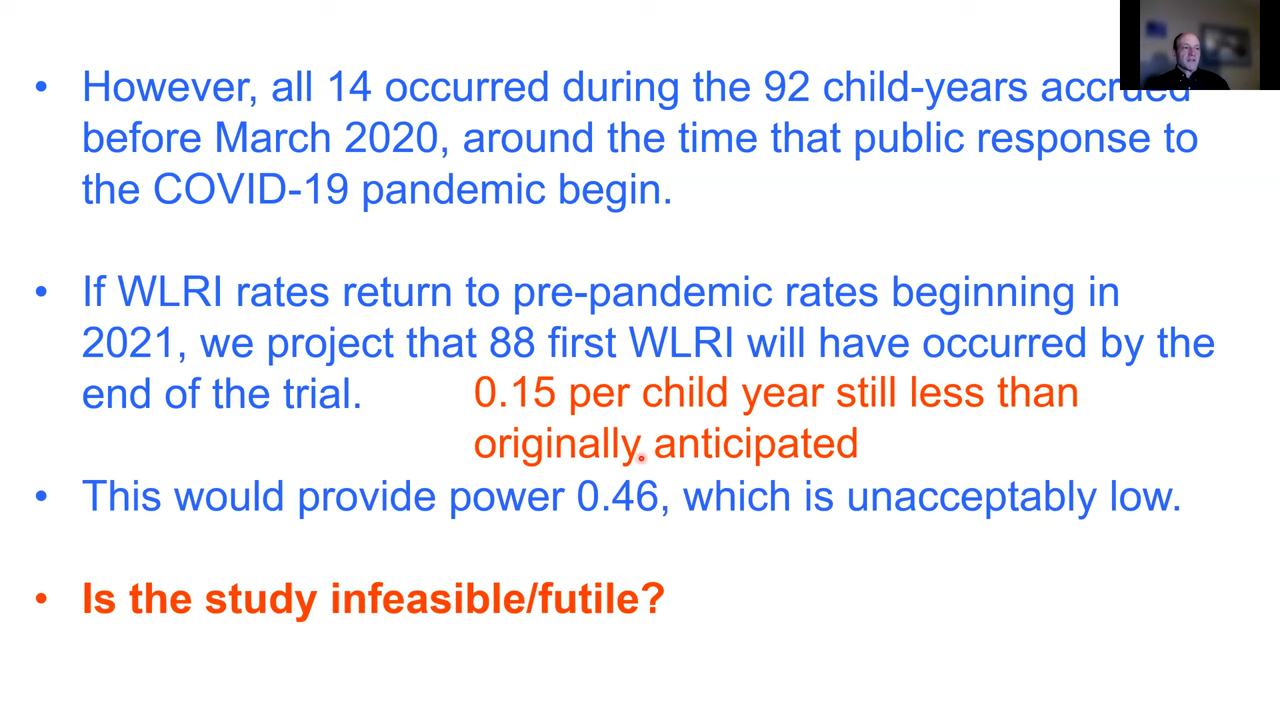 • However, all 14 occurred during the 92 child-years accrued
before March 2020, around the time that public response to
the COVID-19 pandemic begin.
• If WLRI rates return to pre-pandemic rates beginning in
2021, we project that 88 first WLRI will have occurred by the
end of the trial.
0.15 per child year still less than
originally anticipated
• This would provide power 0.46, which is unacceptably low.
• Is the study infeasible/futile?